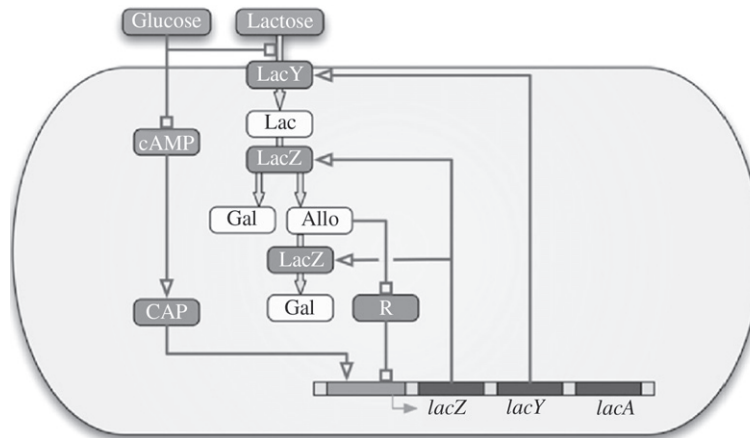 Glucose Lactose
LacY
Lac
cAMP
LacZ
Gal Allo
LacZ
CAP Gal R
lacZ lacY lacA